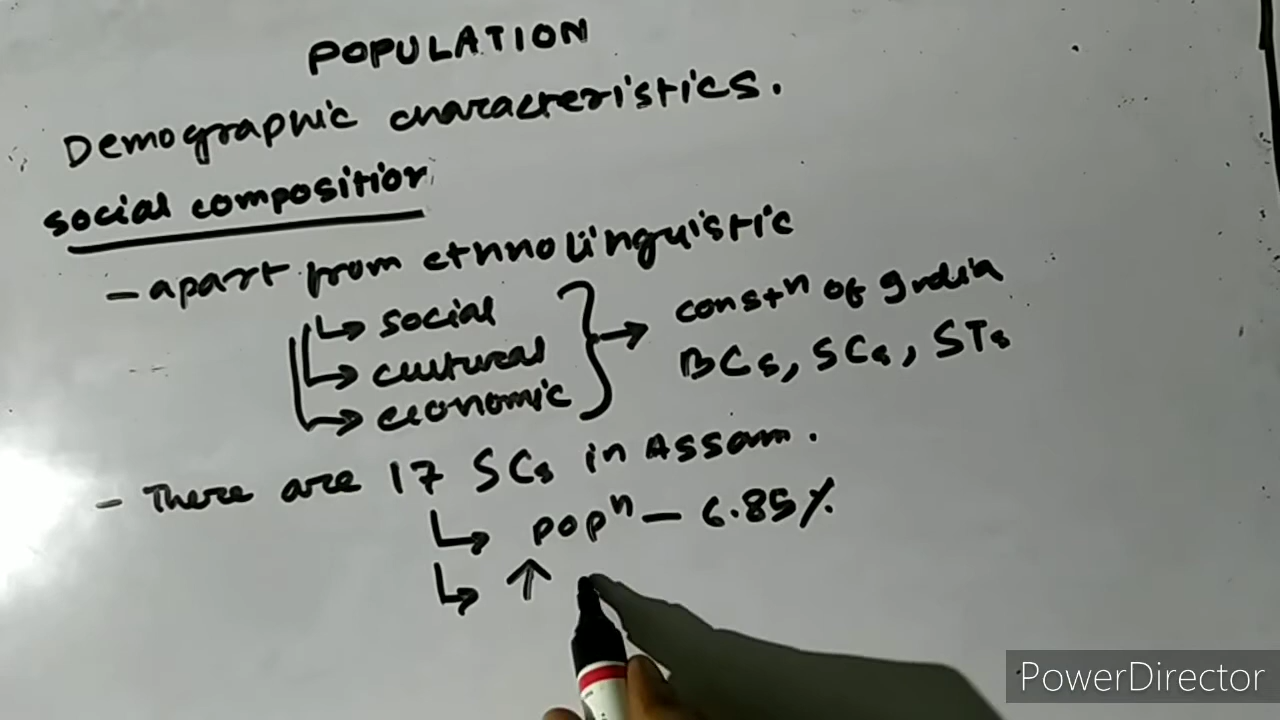 POPULATION
Demographic characteristics.
social composition
- apart from ethnolinguistic
↳ social
↳ cultural
↳ economic
} → constⁿ of India
BCs, SCs, STs
- There are 17 SCs in Assam.
↳ popⁿ - 6.85%
↳ ↑
PowerDirector